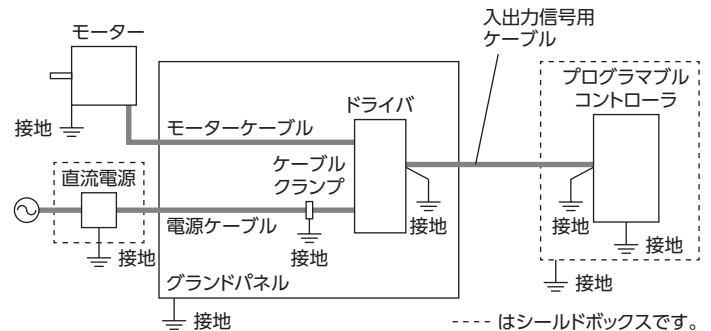 モーター
入出力信号用
ケーブル
プログラマブル
コントローラ
ドライバ
接地
モーターケーブル
ケーブル
クランプ
直流電源
接地
接地
電源ケーブル
接地
接地
接地
接地
グランドパネル
接地
接地
---- はシールドボックスです。